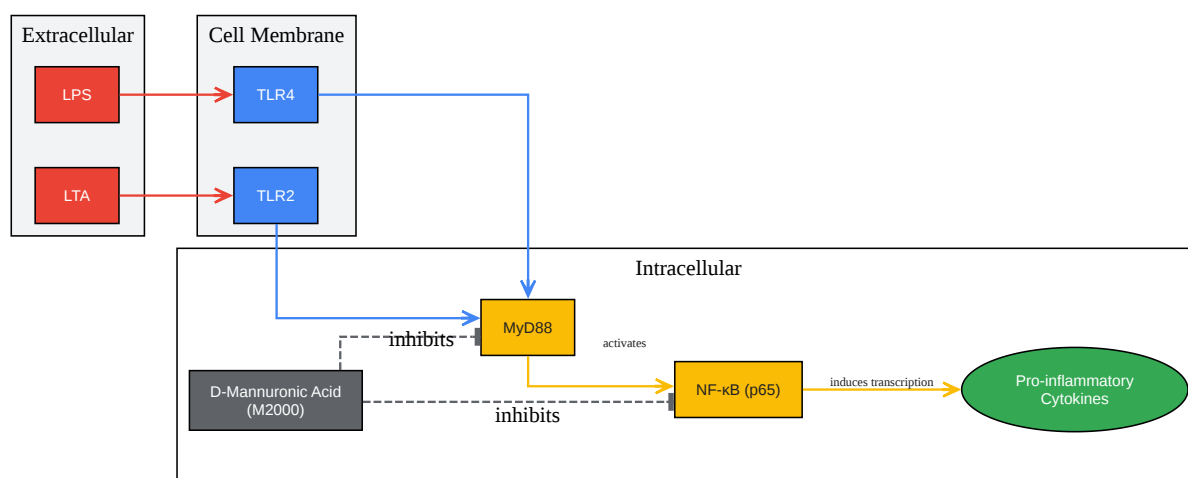 Extracellular
Cell Membrane
LPS
TLR4
LTA
TLR2
Intracellular
MyD88
inhibits
activates
D-Mannuronic Acid
(M2000)
inhibits
NF-κB (p65)
induces transcription
Pro-inflammatory
Cytokines